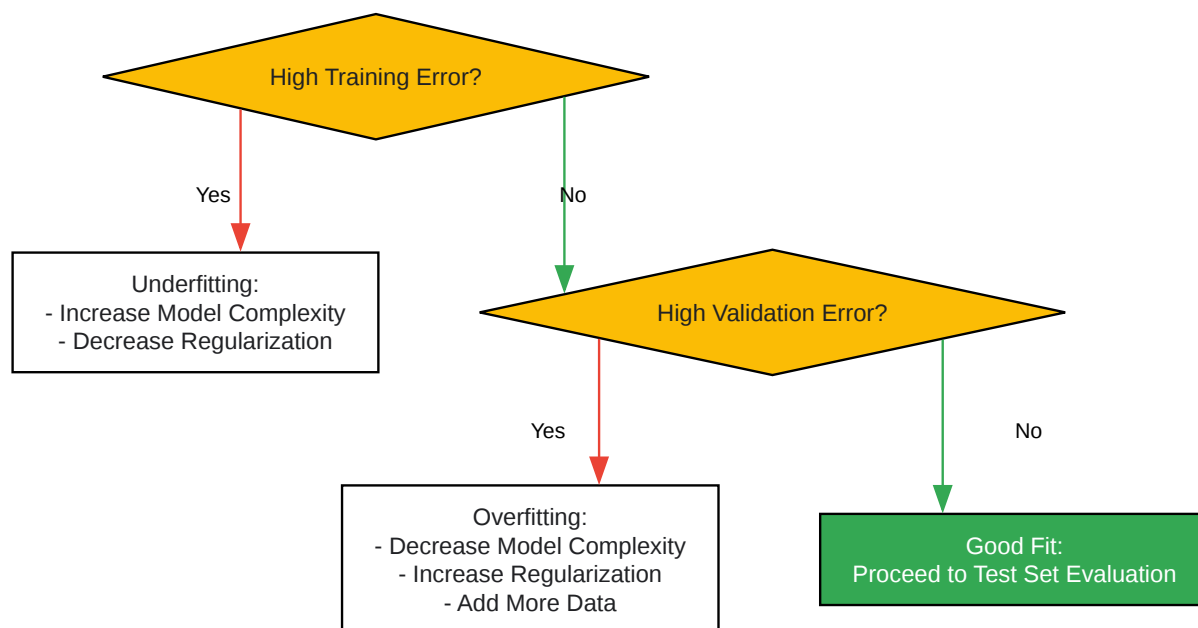 High Training Error?
Yes
No
Underfitting:
- Increase Model Complexity
- Decrease Regularization
High Validation Error?
Yes
No
Overfitting:
- Decrease Model Complexity
- Increase Regularization
- Add More Data
Good Fit:
Proceed to Test Set Evaluation